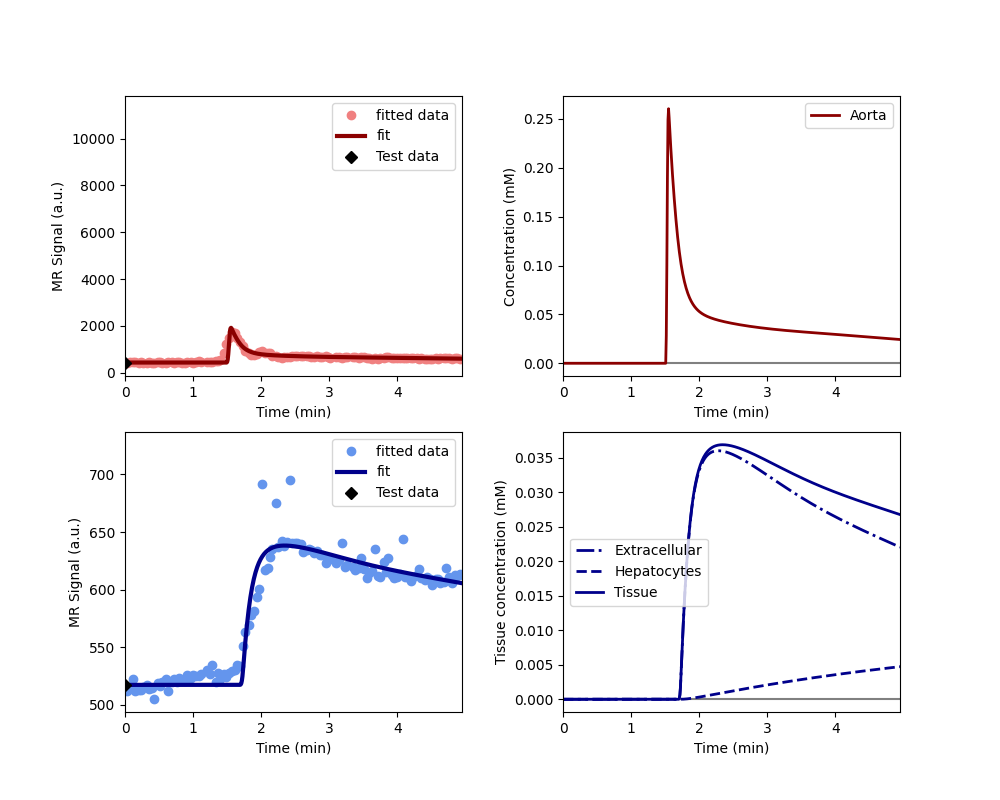 MR Signal (a.u.)
10000
8000
6000
4000
2000
0
0 1 2 3 4
Time (min)
fitted data
fit
Test data
Concentration (mM)
0.25
0.20
0.15
0.10
0.05
0.00
0 1 2 3 4
Time (min)
Aorta
MR Signal (a.u.)
700
650
600
550
500
0 1 2 3 4
Time (min)
fitted data
fit
Test data
Tissue concentration (mM)
0.035
0.030
0.025
0.020
0.015
0.010
0.005
0.000
0 1 2 3 4
Time (min)
Extracellular
Hepatocytes
Tissue